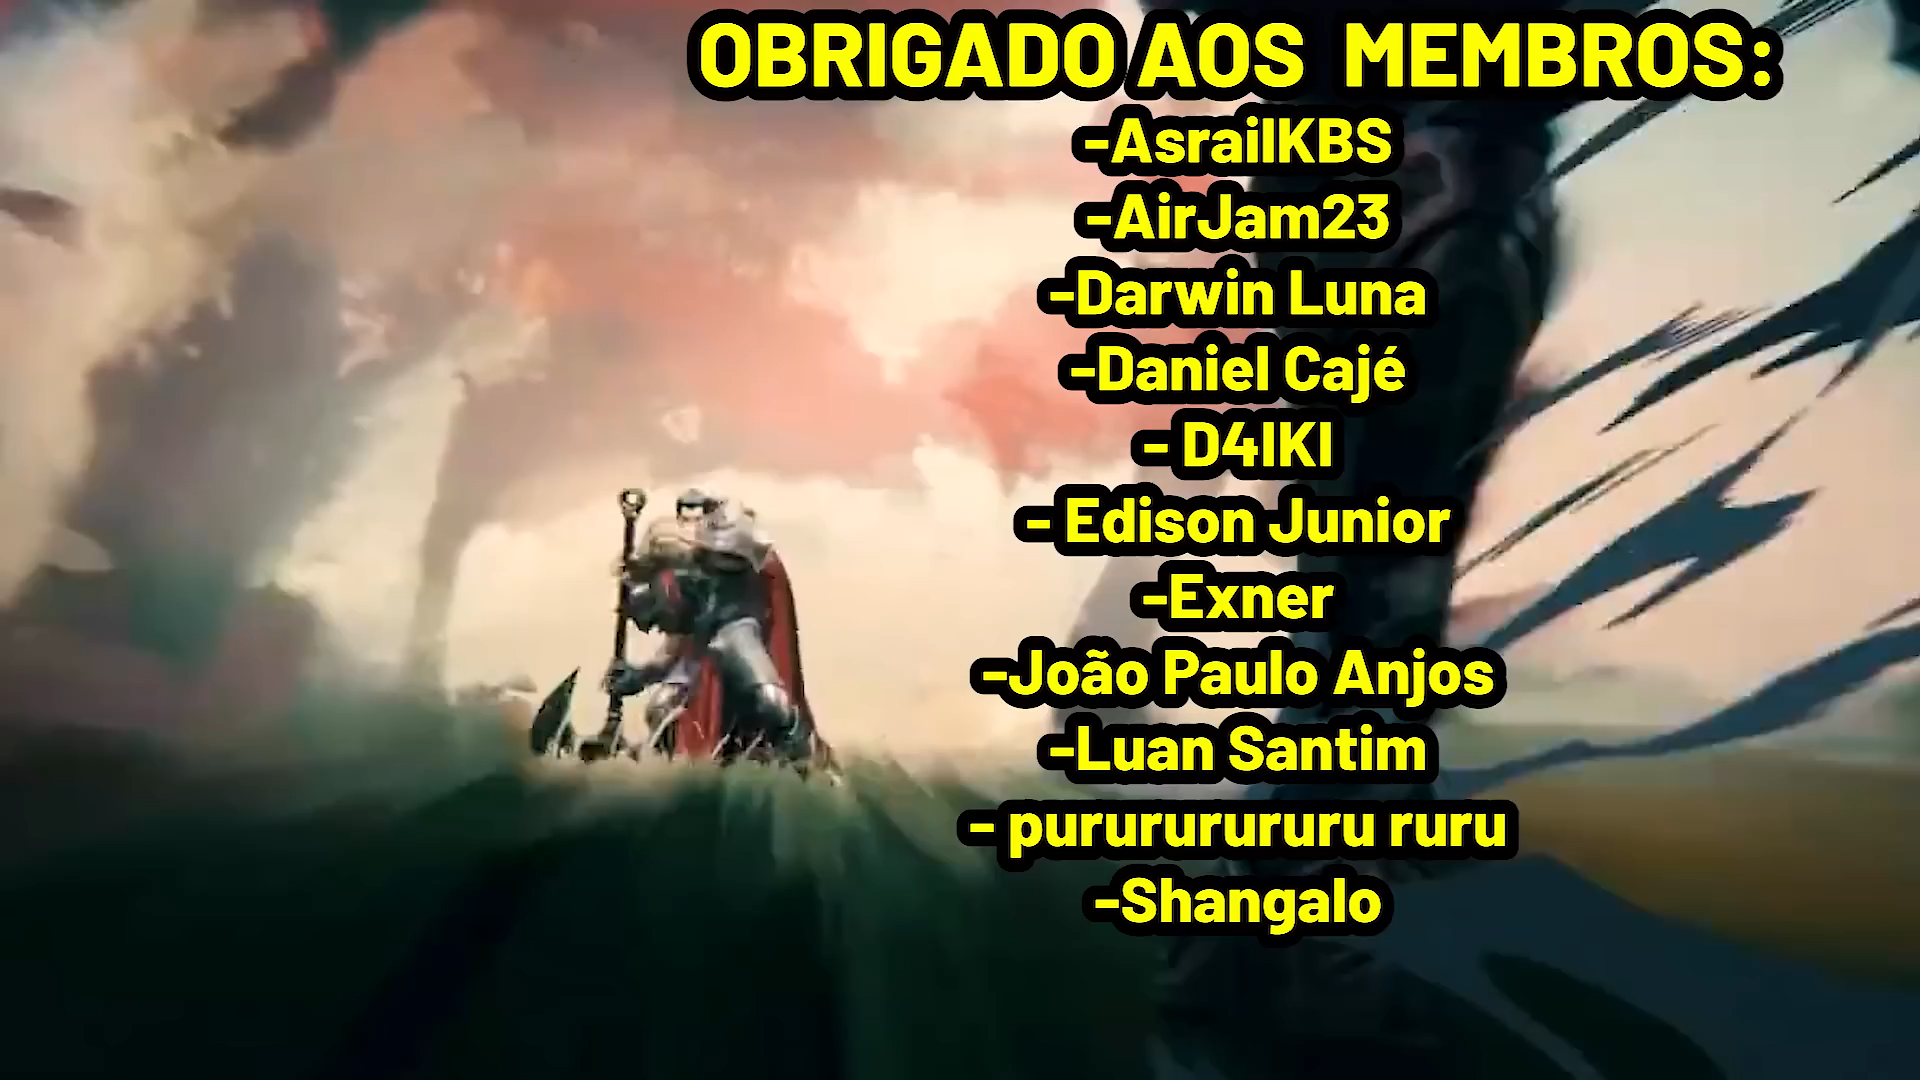 OBRIGADO AOS MEMBROS:
-AsrailKBS
-AirJam23
-Darwin Luna
-Daniel Cajé
- D4IKI
- Edison Junior
-Exner
-João Paulo Anjos
-Luan Santim
- purururururu ruru
-Shangalo